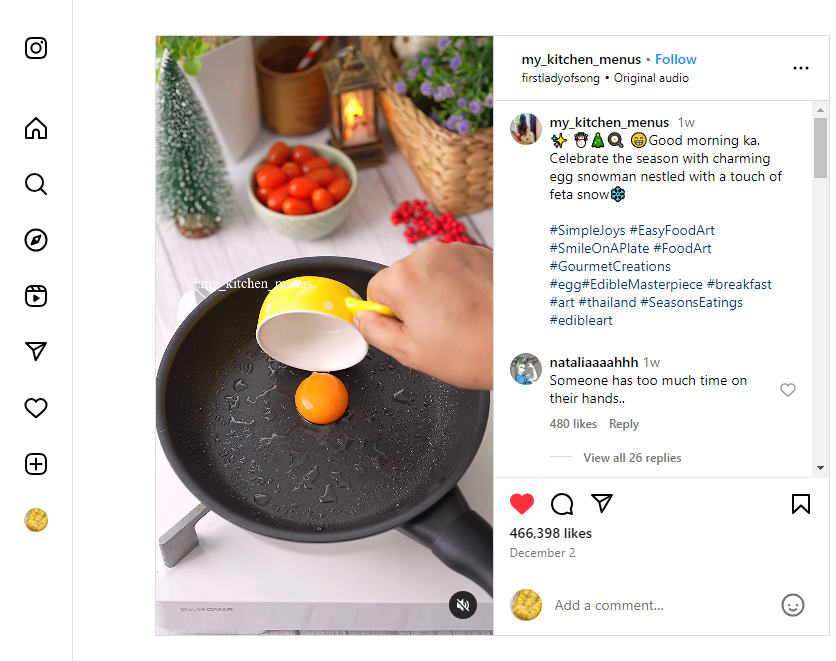 my_kitchen_menus • Follow
firstladyofsong • Original audio
my_kitchen_menus 1w
✨ ☃️🎄🍳 😁Good morning ka.
Celebrate the season with charming
egg snowman nestled with a touch of
feta snow❄️
#SimpleJoys #EasyFoodArt
#SmileOnAPlate #FoodArt
#GourmetCreations
#egg#EdibleMasterpiece #breakfast
#art #thailand #SeasonsEatings
#edibleart
nataliaaaahhh 1w
Someone has too much time on
their hands..
480 likes Reply
View all 26 replies
466,398 likes
December 2
Add a comment...
@my_kitchen_menus